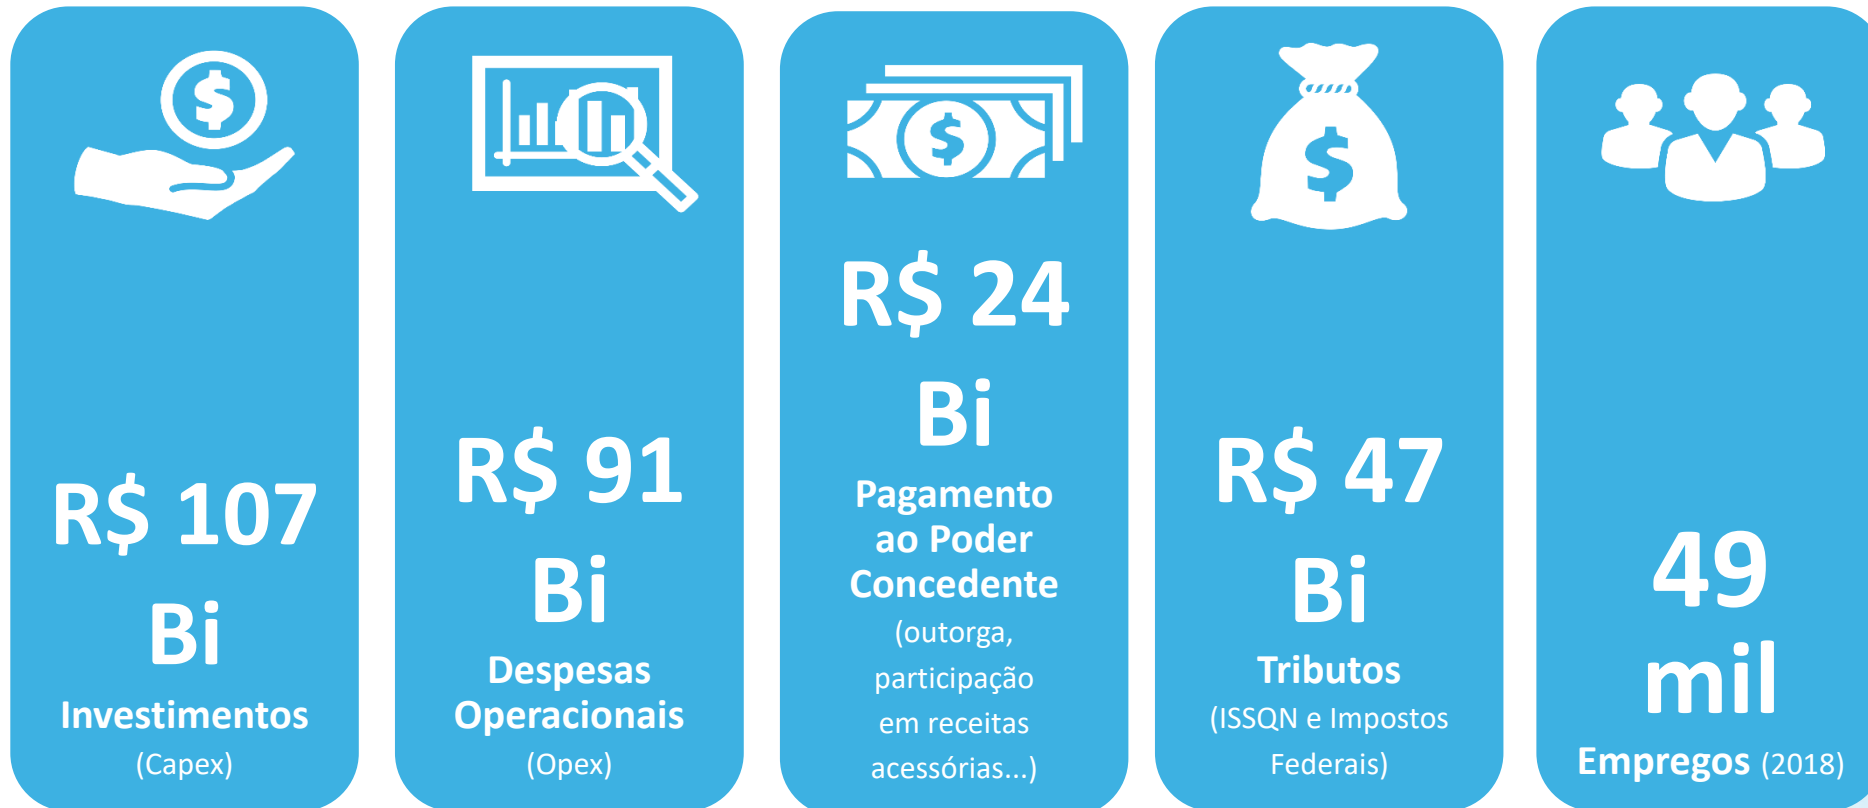 R$ 107
Bi
Investimentos
(Capex)
R$ 91
Bi
Despesas
Operacionais
(Opex)
R$ 24
Bi
Pagamento
ao Poder
Concedente
(outorga,
participação
em receitas
acessórias...)
R$ 47
Bi
Tributos
(ISSQN e Impostos
Federais)
49
mil
Empregos (2018)